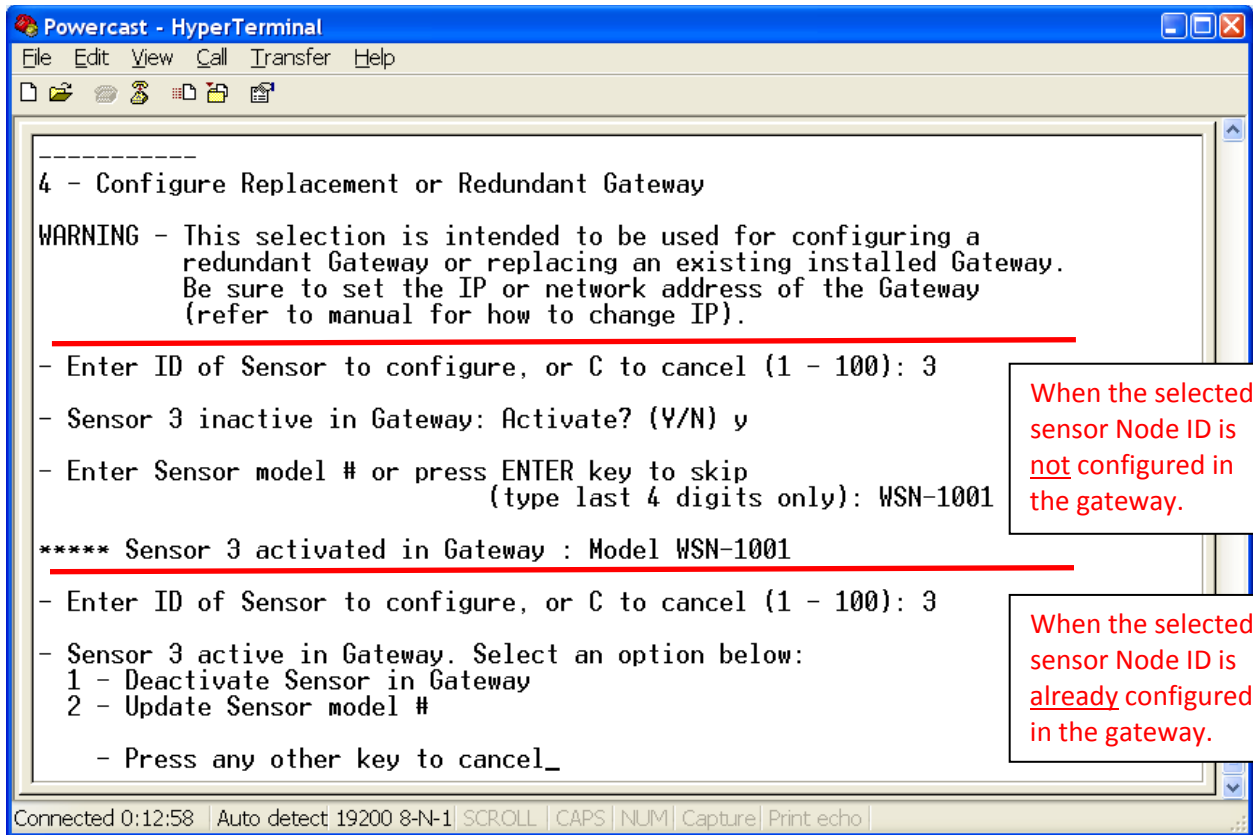 Powercast - HyperTerminal
File Edit View Call Transfer Help
-----------
4 - Configure Replacement or Redundant Gateway
WARNING - This selection is intended to be used for configuring a
redundant Gateway or replacing an existing installed Gateway.
Be sure to set the IP or network address of the Gateway
(refer to manual for how to change IP).
- Enter ID of Sensor to configure, or C to cancel (1 - 100): 3
- Sensor 3 inactive in Gateway: Activate? (Y/N) y
- Enter Sensor model # or press ENTER key to skip
(type last 4 digits only): WSN-1001
When the selected
sensor Node ID is
not configured in
the gateway.
***** Sensor 3 activated in Gateway : Model WSN-1001
- Enter ID of Sensor to configure, or C to cancel (1 - 100): 3
- Sensor 3 active in Gateway. Select an option below:
1 - Deactivate Sensor in Gateway
2 - Update Sensor model #
- Press any other key to cancel_
When the selected
sensor Node ID is
already configured
in the gateway.
Connected 0:12:58 Auto detect 19200 8-N-1 SCROLL CAPS NUM Capture Print echo